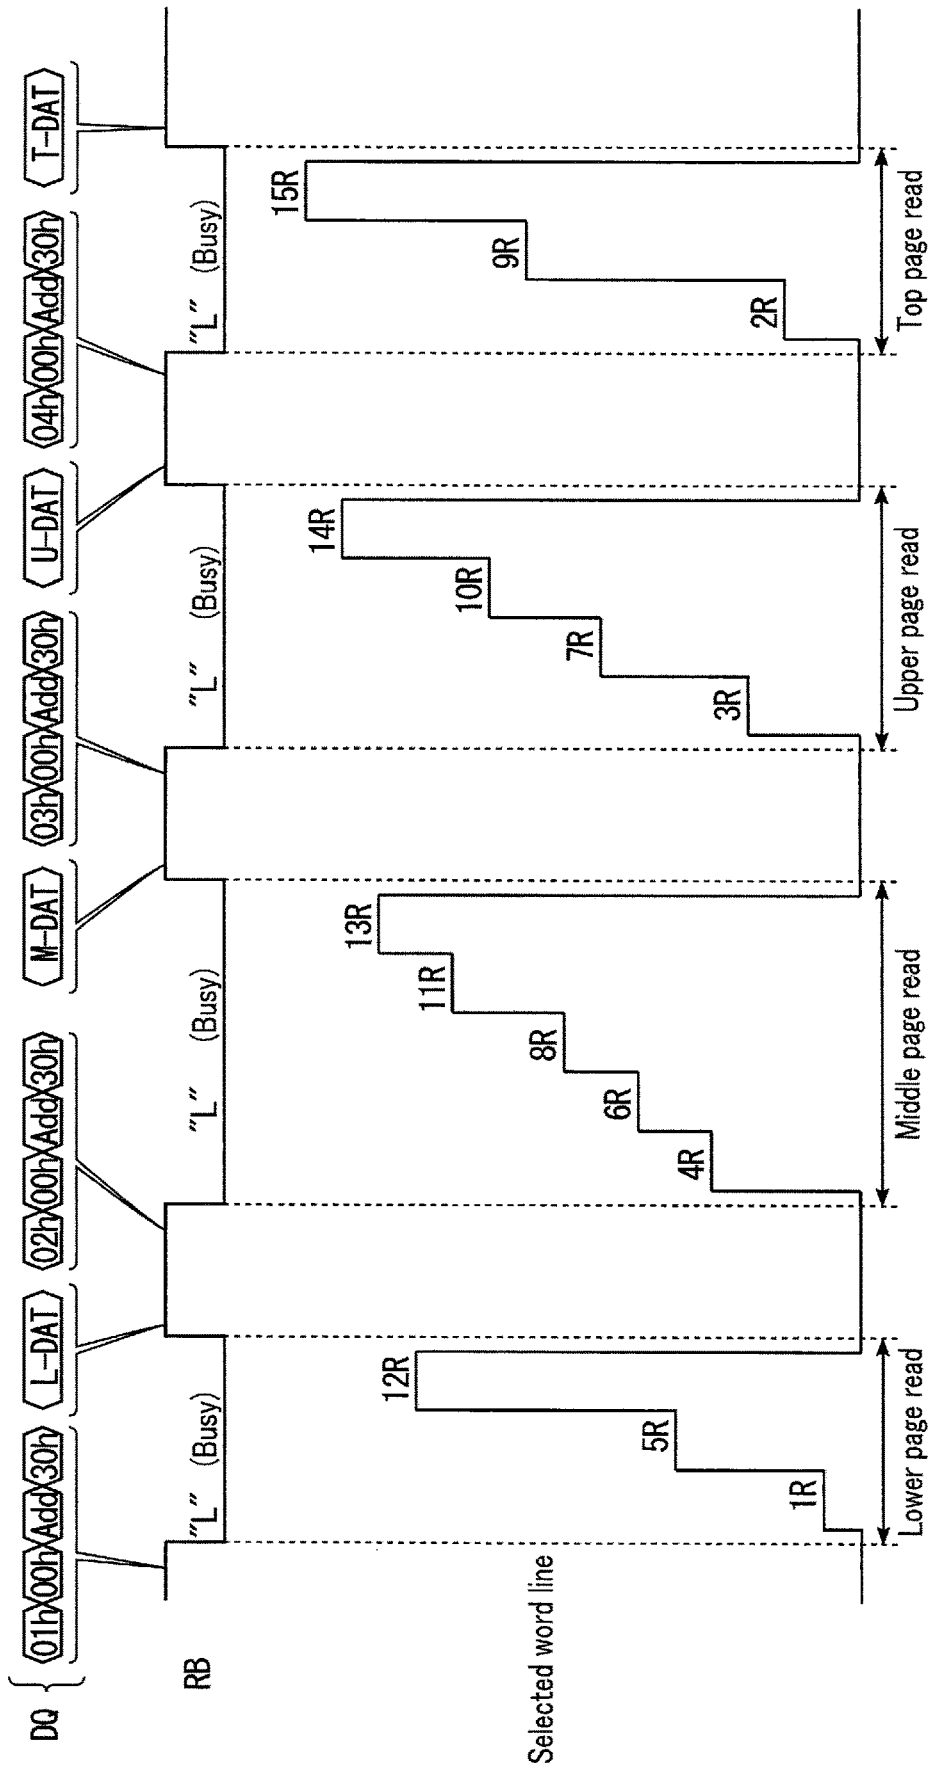 DQ 01h 00h Add 30h L-DAT 02h 00h Add 30h M-DAT 03h 00h Add 30h U-DAT 04h 00h Add 30h T-DAT
RB "L" (Busy) "L" (Busy) "L" (Busy) "L" (Busy)
Selected word line
1R 5R 12R
4R 6R 8R 11R 13R
3R 7R 10R 14R
2R 9R 15R
Lower page read Middle page read Upper page read Top page read